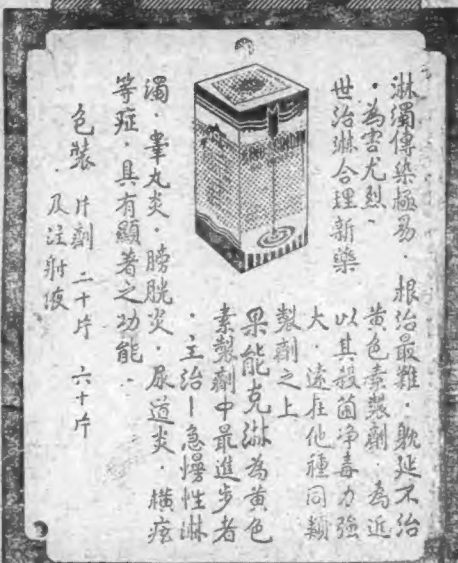 淋濁傳染極易．根治最難．躭延不治
．為害尤烈．黃色素製劑．為近
世治淋合理新藥 以其殺菌淨毒力強
大．遠在他種同類
製劑之上
果能克淋為黃色
素製劑中最進步者
．主治－急慢性淋
濁．睾丸炎．膀胱炎．尿道炎．橫痃
等症．具有顯著之功能．
包裝 片劑 二十片 六十片
．及注射液